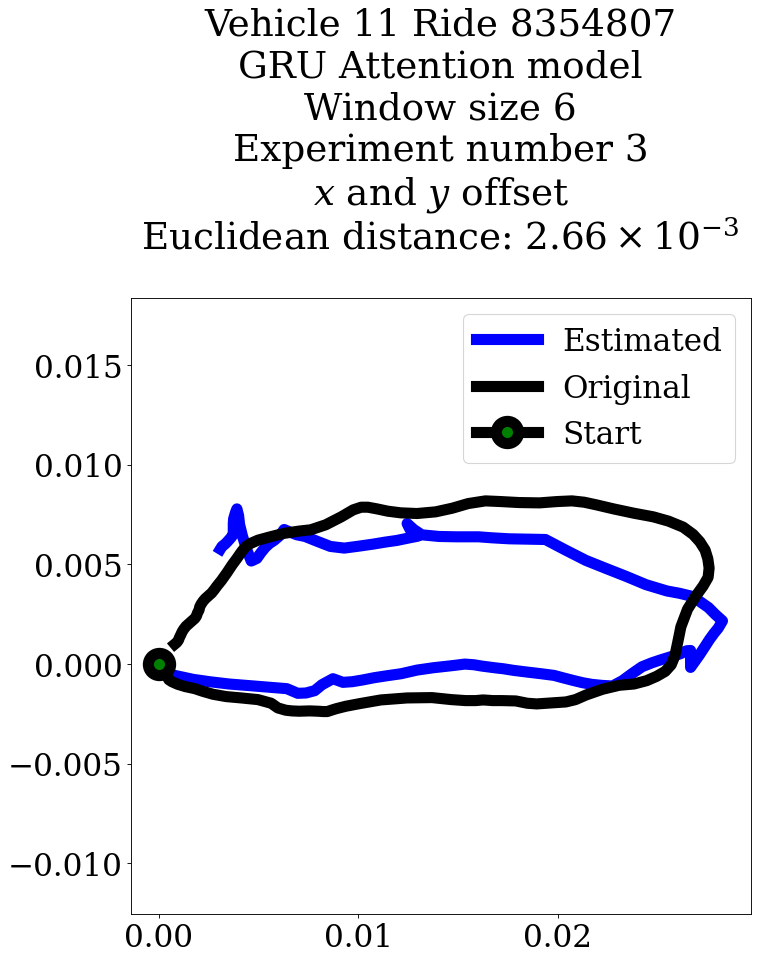 Vehicle 11 Ride 8354807
GRU Attention model
Window size 6
Experiment number 3
x and y offset
Euclidean distance: 2.66 × 10⁻³
Estimated
Original
Start
0.015
0.010
0.005
0.000
−0.005
−0.010
0.00 0.01 0.02